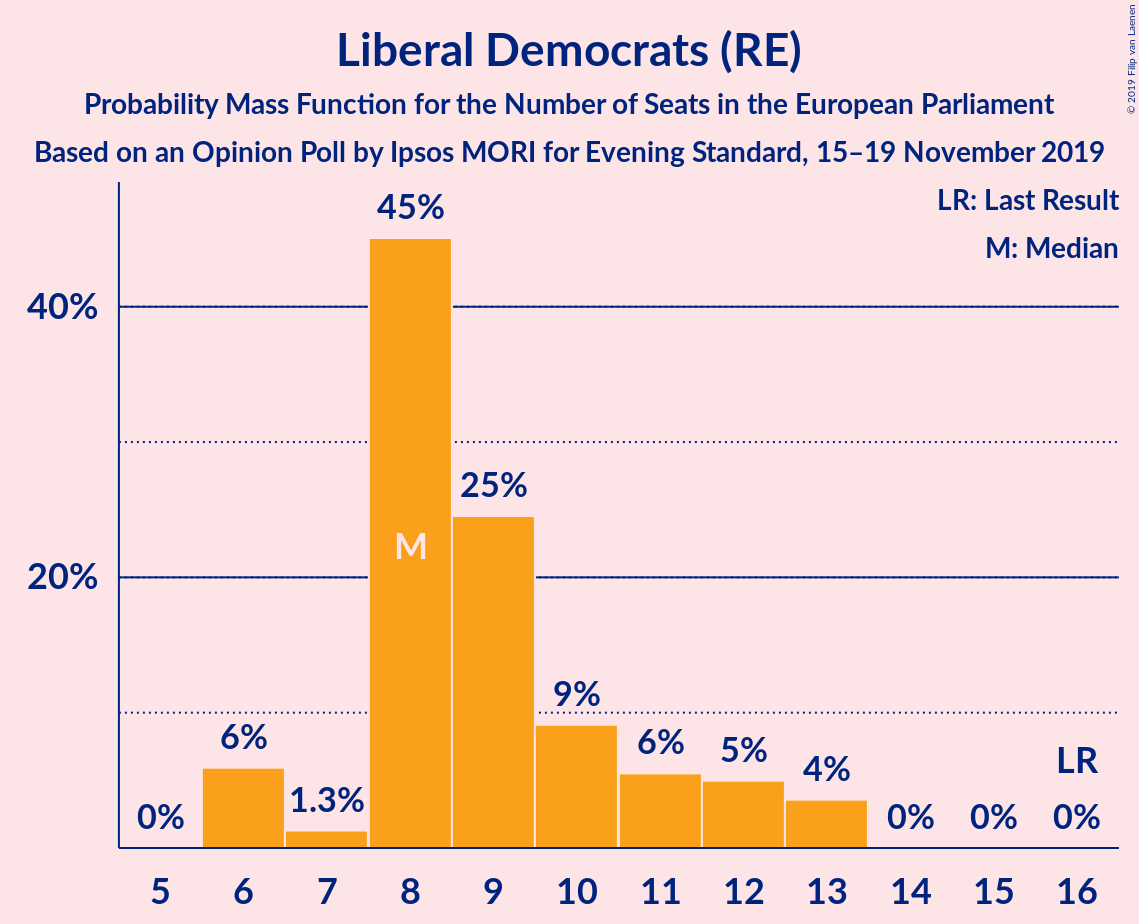 Liberal Democrats (RE)
Probability Mass Function for the Number of Seats in the European Parliament
Based on an Opinion Poll by Ipsos MORI for Evening Standard, 15–19 November 2019
© 2019 Filip van Laenen
LR: Last Result
M: Median
40%
20%
0%
6%
1.3%
45%
M
25%
9%
6%
5%
4%
0%
0%
LR
0%
5 6 7 8 9 10 11 12 13 14 15 16